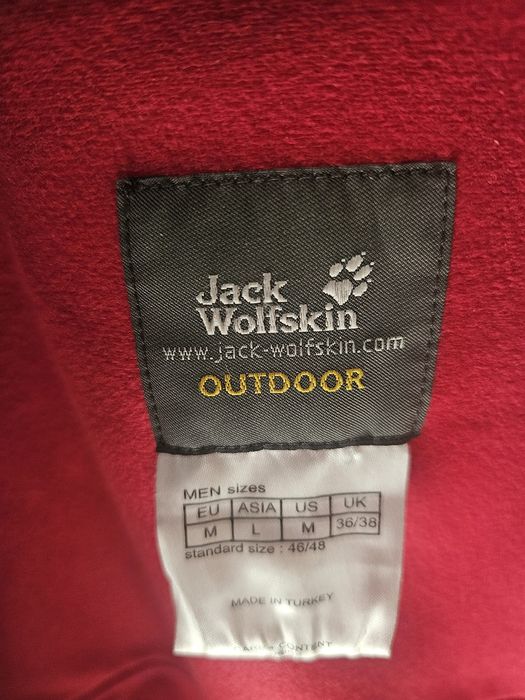 Jack
Wolfskin
www.jack-wolfskin.com
OUTDOOR
MEN sizes
EU ASIA US UK
M L M 36/38
standard size : 46/48
MADE IN TURKEY
CONTENT